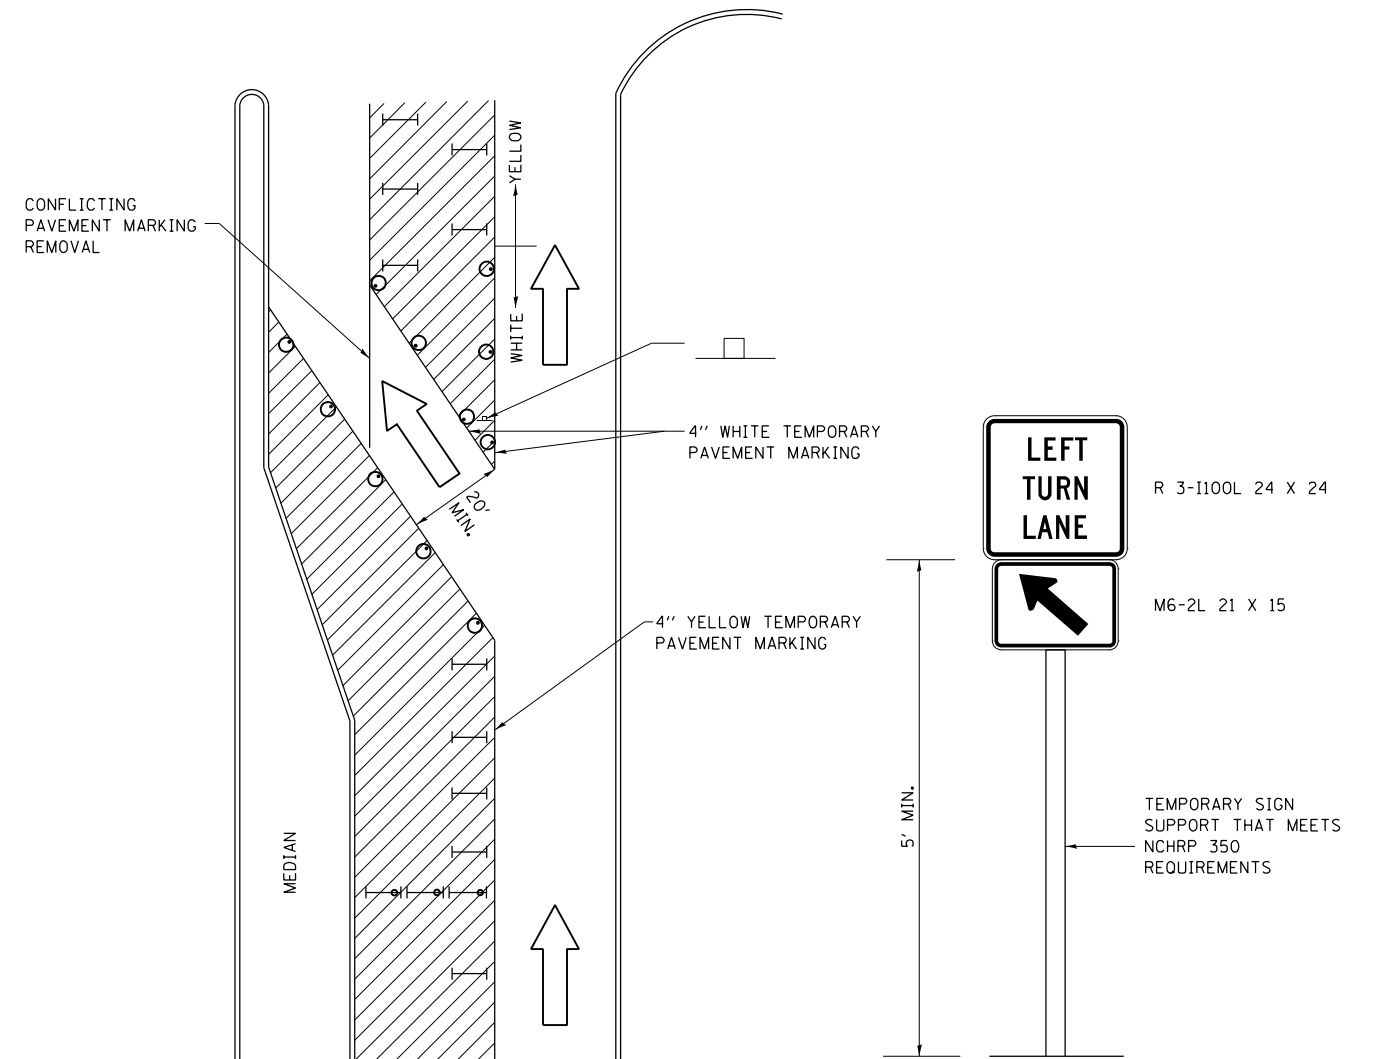 CONFLICTING
PAVEMENT MARKING
REMOVAL
YELLOW
WHITE
4'' WHITE TEMPORARY
PAVEMENT MARKING
20'
MIN.
4'' YELLOW TEMPORARY
PAVEMENT MARKING
MEDIAN
LEFT
TURN
LANE
R 3-I100L 24 X 24
M6-2L 21 X 15
5' MIN.
TEMPORARY SIGN
SUPPORT THAT MEETS
NCHRP 350
REQUIREMENTS